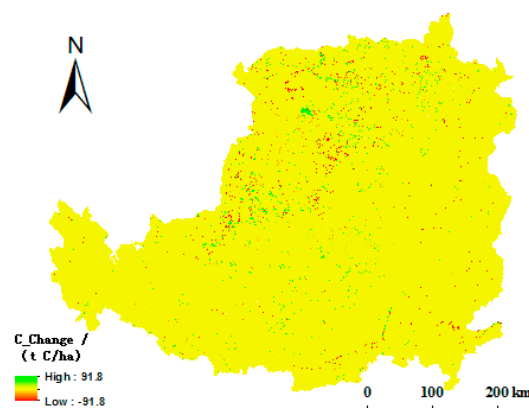 N
C_Change /
(t C/ha)
High : 91.8
Low : -91.8
0 100 200 km